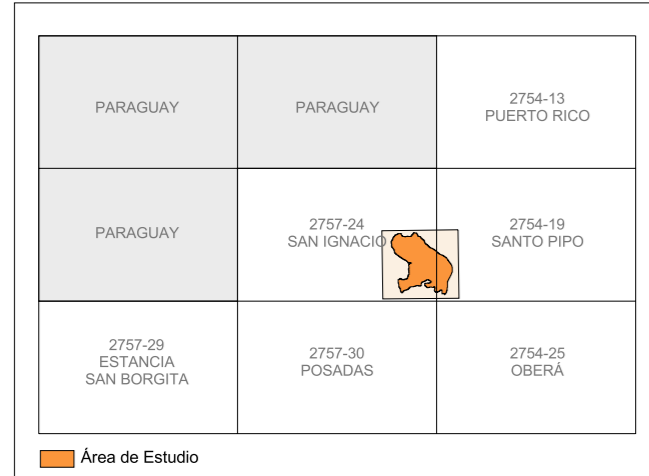 PARAGUAY
PARAGUAY
2754-13
PUERTO RICO
PARAGUAY
2757-24
SAN IGNACIO
2754-19
SANTO PIPO
2757-29
ESTANCIA
SAN BORGITA
2757-30
POSADAS
2754-25
OBERÁ
Área de Estudio